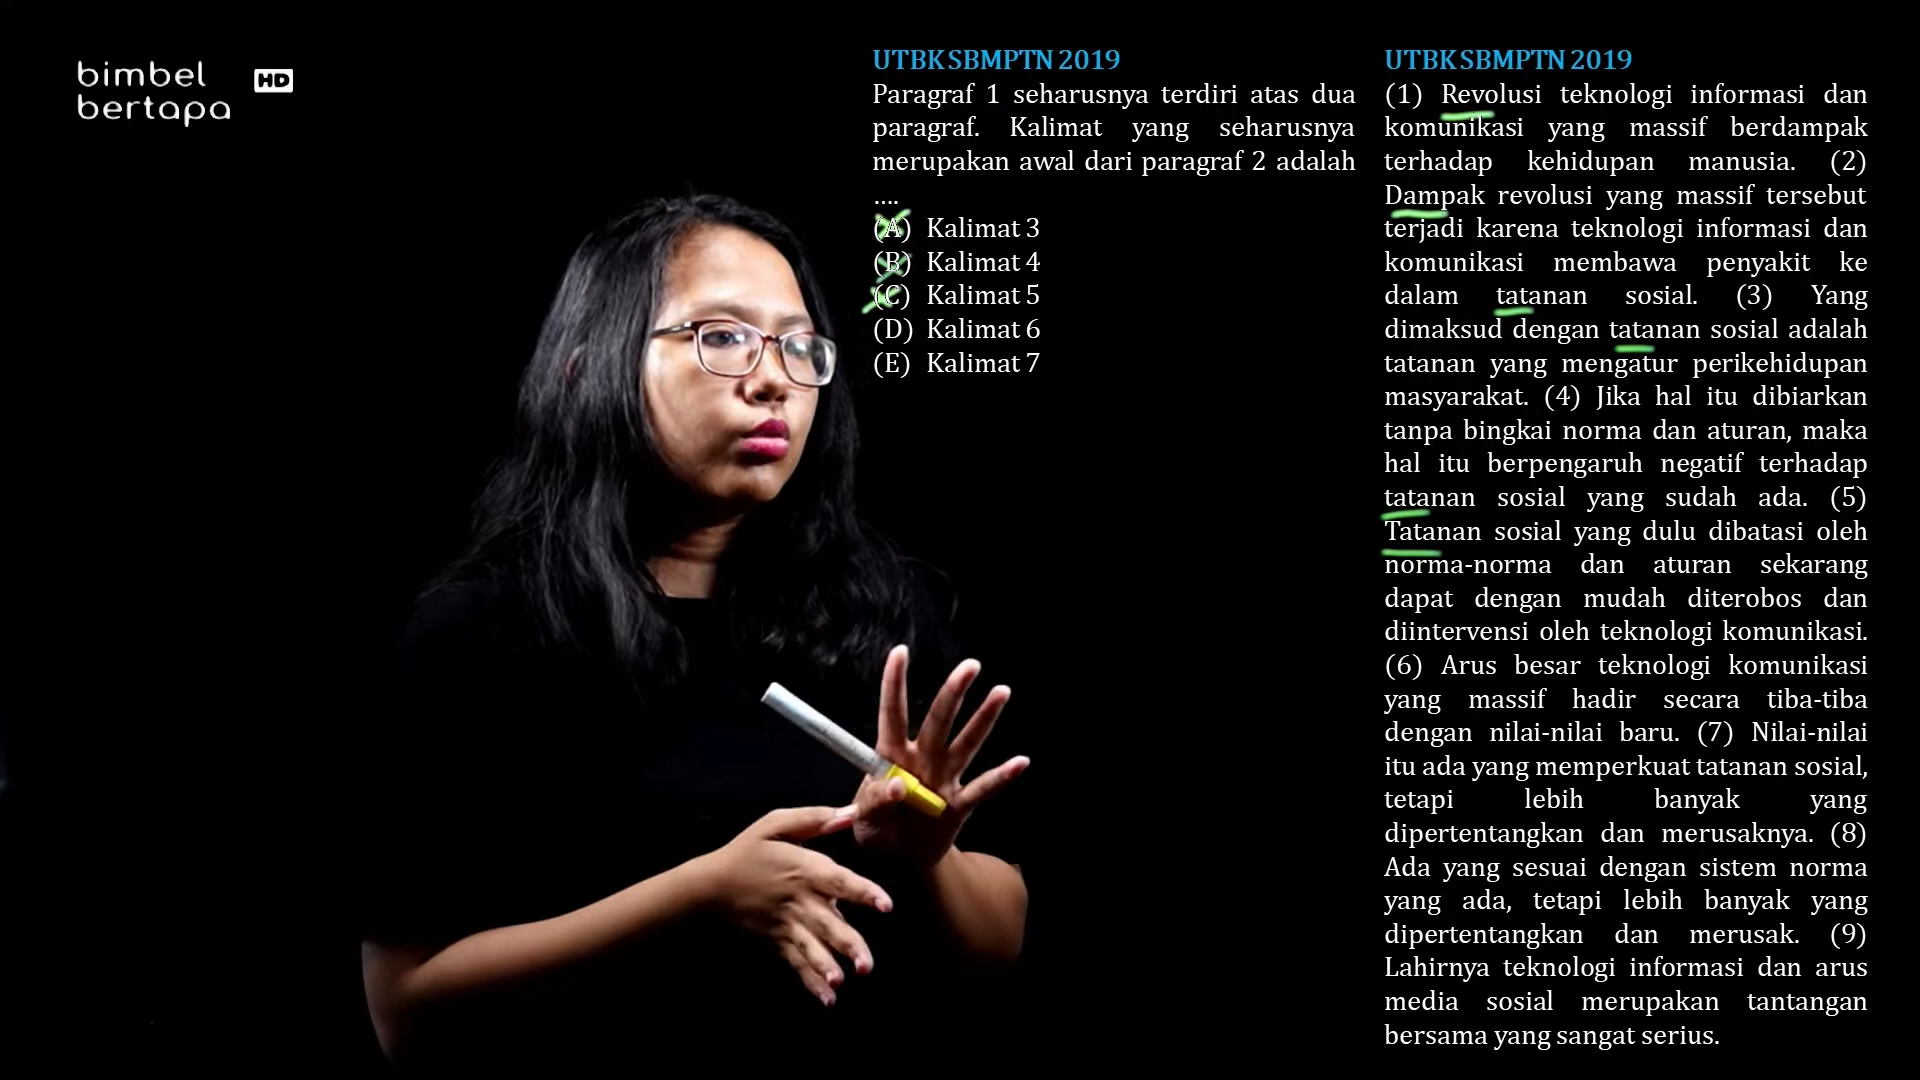 bimbel
bertapa
HD
UTBK SBMPTN 2019
Paragraf 1 seharusnya terdiri atas dua
paragraf. Kalimat yang seharusnya
merupakan awal dari paragraf 2 adalah
....
(A) Kalimat 3
(B) Kalimat 4
(C) Kalimat 5
(D) Kalimat 6
(E) Kalimat 7
UTBK SBMPTN 2019
(1) Revolusi teknologi informasi dan
komunikasi yang massif berdampak
terhadap kehidupan manusia. (2)
Dampak revolusi yang massif tersebut
terjadi karena teknologi informasi dan
komunikasi membawa penyakit ke
dalam tatanan sosial. (3) Yang
dimaksud dengan tatanan sosial adalah
tatanan yang mengatur perikehidupan
masyarakat. (4) Jika hal itu dibiarkan
tanpa bingkai norma dan aturan, maka
hal itu berpengaruh negatif terhadap
tatanan sosial yang sudah ada. (5)
Tatanan sosial yang dulu dibatasi oleh
norma-norma dan aturan sekarang
dapat dengan mudah diterobos dan
diintervensi oleh teknologi komunikasi.
(6) Arus besar teknologi komunikasi
yang massif hadir secara tiba-tiba
dengan nilai-nilai baru. (7) Nilai-nilai
itu ada yang memperkuat tatanan sosial,
tetapi lebih banyak yang
dipertentangkan dan merusaknya. (8)
Ada yang sesuai dengan sistem norma
yang ada, tetapi lebih banyak yang
dipertentangkan dan merusak. (9)
Lahirnya teknologi informasi dan arus
media sosial merupakan tantangan
bersama yang sangat serius.